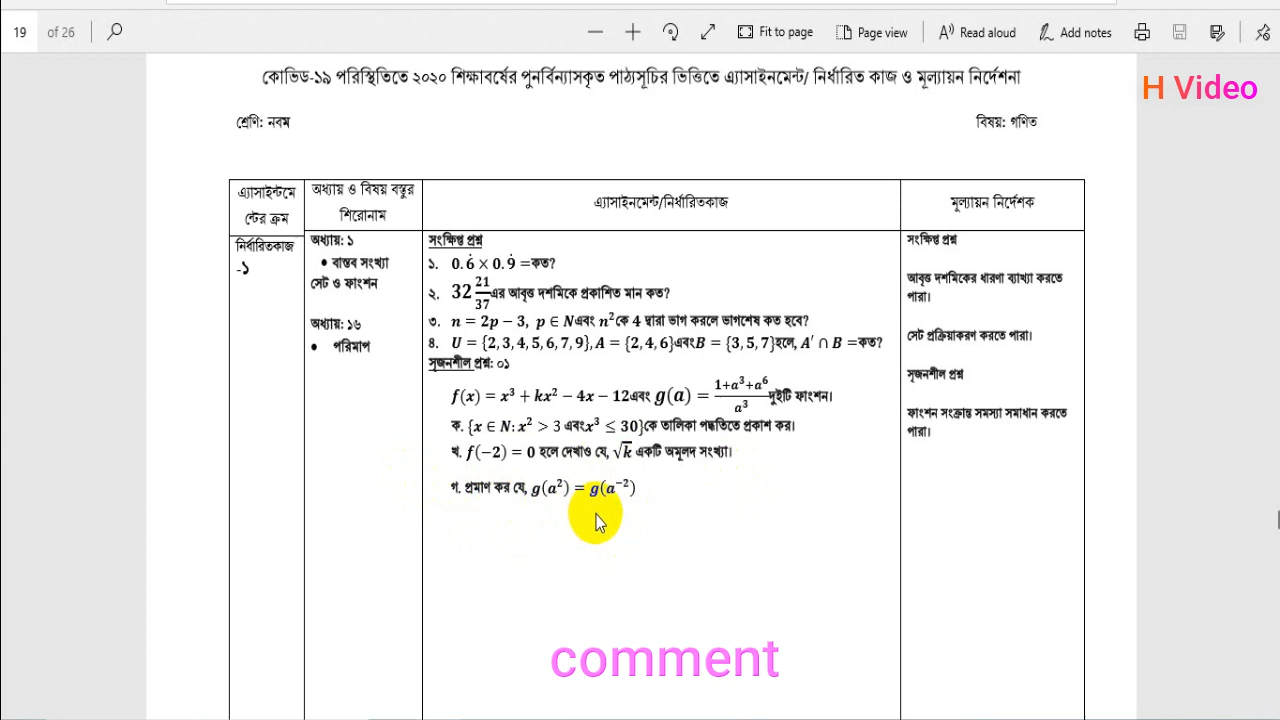 19 of 26 Fit to page Page view Read aloud Add notes
H Video
কোভিড-১৯ পরিস্থিতিতে ২০২০ শিক্ষাবর্ষের পুনর্বিন্যাসকৃত পাঠ্যসূচির ভিত্তিতে এ্যাসাইনমেন্ট/ নির্ধারিত কাজ ও মূল্যায়ন নির্দেশনা
শ্রেণি: নবম
বিষয়: গণিত
এ্যাসাইন্টমে
ন্টের ক্রম
অধ্যায় ও বিষয় বস্তুর
শিরোনাম
এ্যাসাইনমেন্ট/নির্ধারিতকাজ
মূল্যায়ন নির্দেশক
নির্ধারিতকাজ
-১
অধ্যায়: ১
• বাস্তব সংখ্যা
সেট ও ফাংশন
অধ্যায়: ১৬
• পরিমাপ
সংক্ষিপ্ত প্রশ্ন
১. 0.6̇ × 0.9̇ =কত?
২. 32 21/37 এর আবৃত্ত দশমিকে প্রকাশিত মান কত?
৩. n = 2p − 3, p ∈ N এবং n²কে 4 দ্বারা ভাগ করলে ভাগশেষ কত হবে?
৪. U = {2,3,4,5,6,7,9}, A = {2,4,6}এবংB = {3,5,7}হলে, A′ ∩ B =কত?
সৃজনশীল প্রশ্ন: ০১
f(x) = x³ + kx² − 4x − 12এবং g(a) = (1+a³+a⁶)/a³ দুইটি ফাংশন।
ক. {x ∈ N: x² > 3 এবংx³ ≤ 30}কে তালিকা পদ্ধতিতে প্রকাশ কর।
খ. f(−2) = 0 হলে দেখাও যে, √k একটি অমূলদ সংখ্যা।
গ. প্রমাণ কর যে, g(a²) = g(a⁻²)
সংক্ষিপ্ত প্রশ্ন
আবৃত্ত দশমিকের ধারণা ব্যাখ্যা করতে
পারা।
সেট প্রক্রিয়াকরণ করতে পারা।
সৃজনশীল প্রশ্ন
ফাংশন সংক্রান্ত সমস্যা সমাধান করতে
পারা।
comment